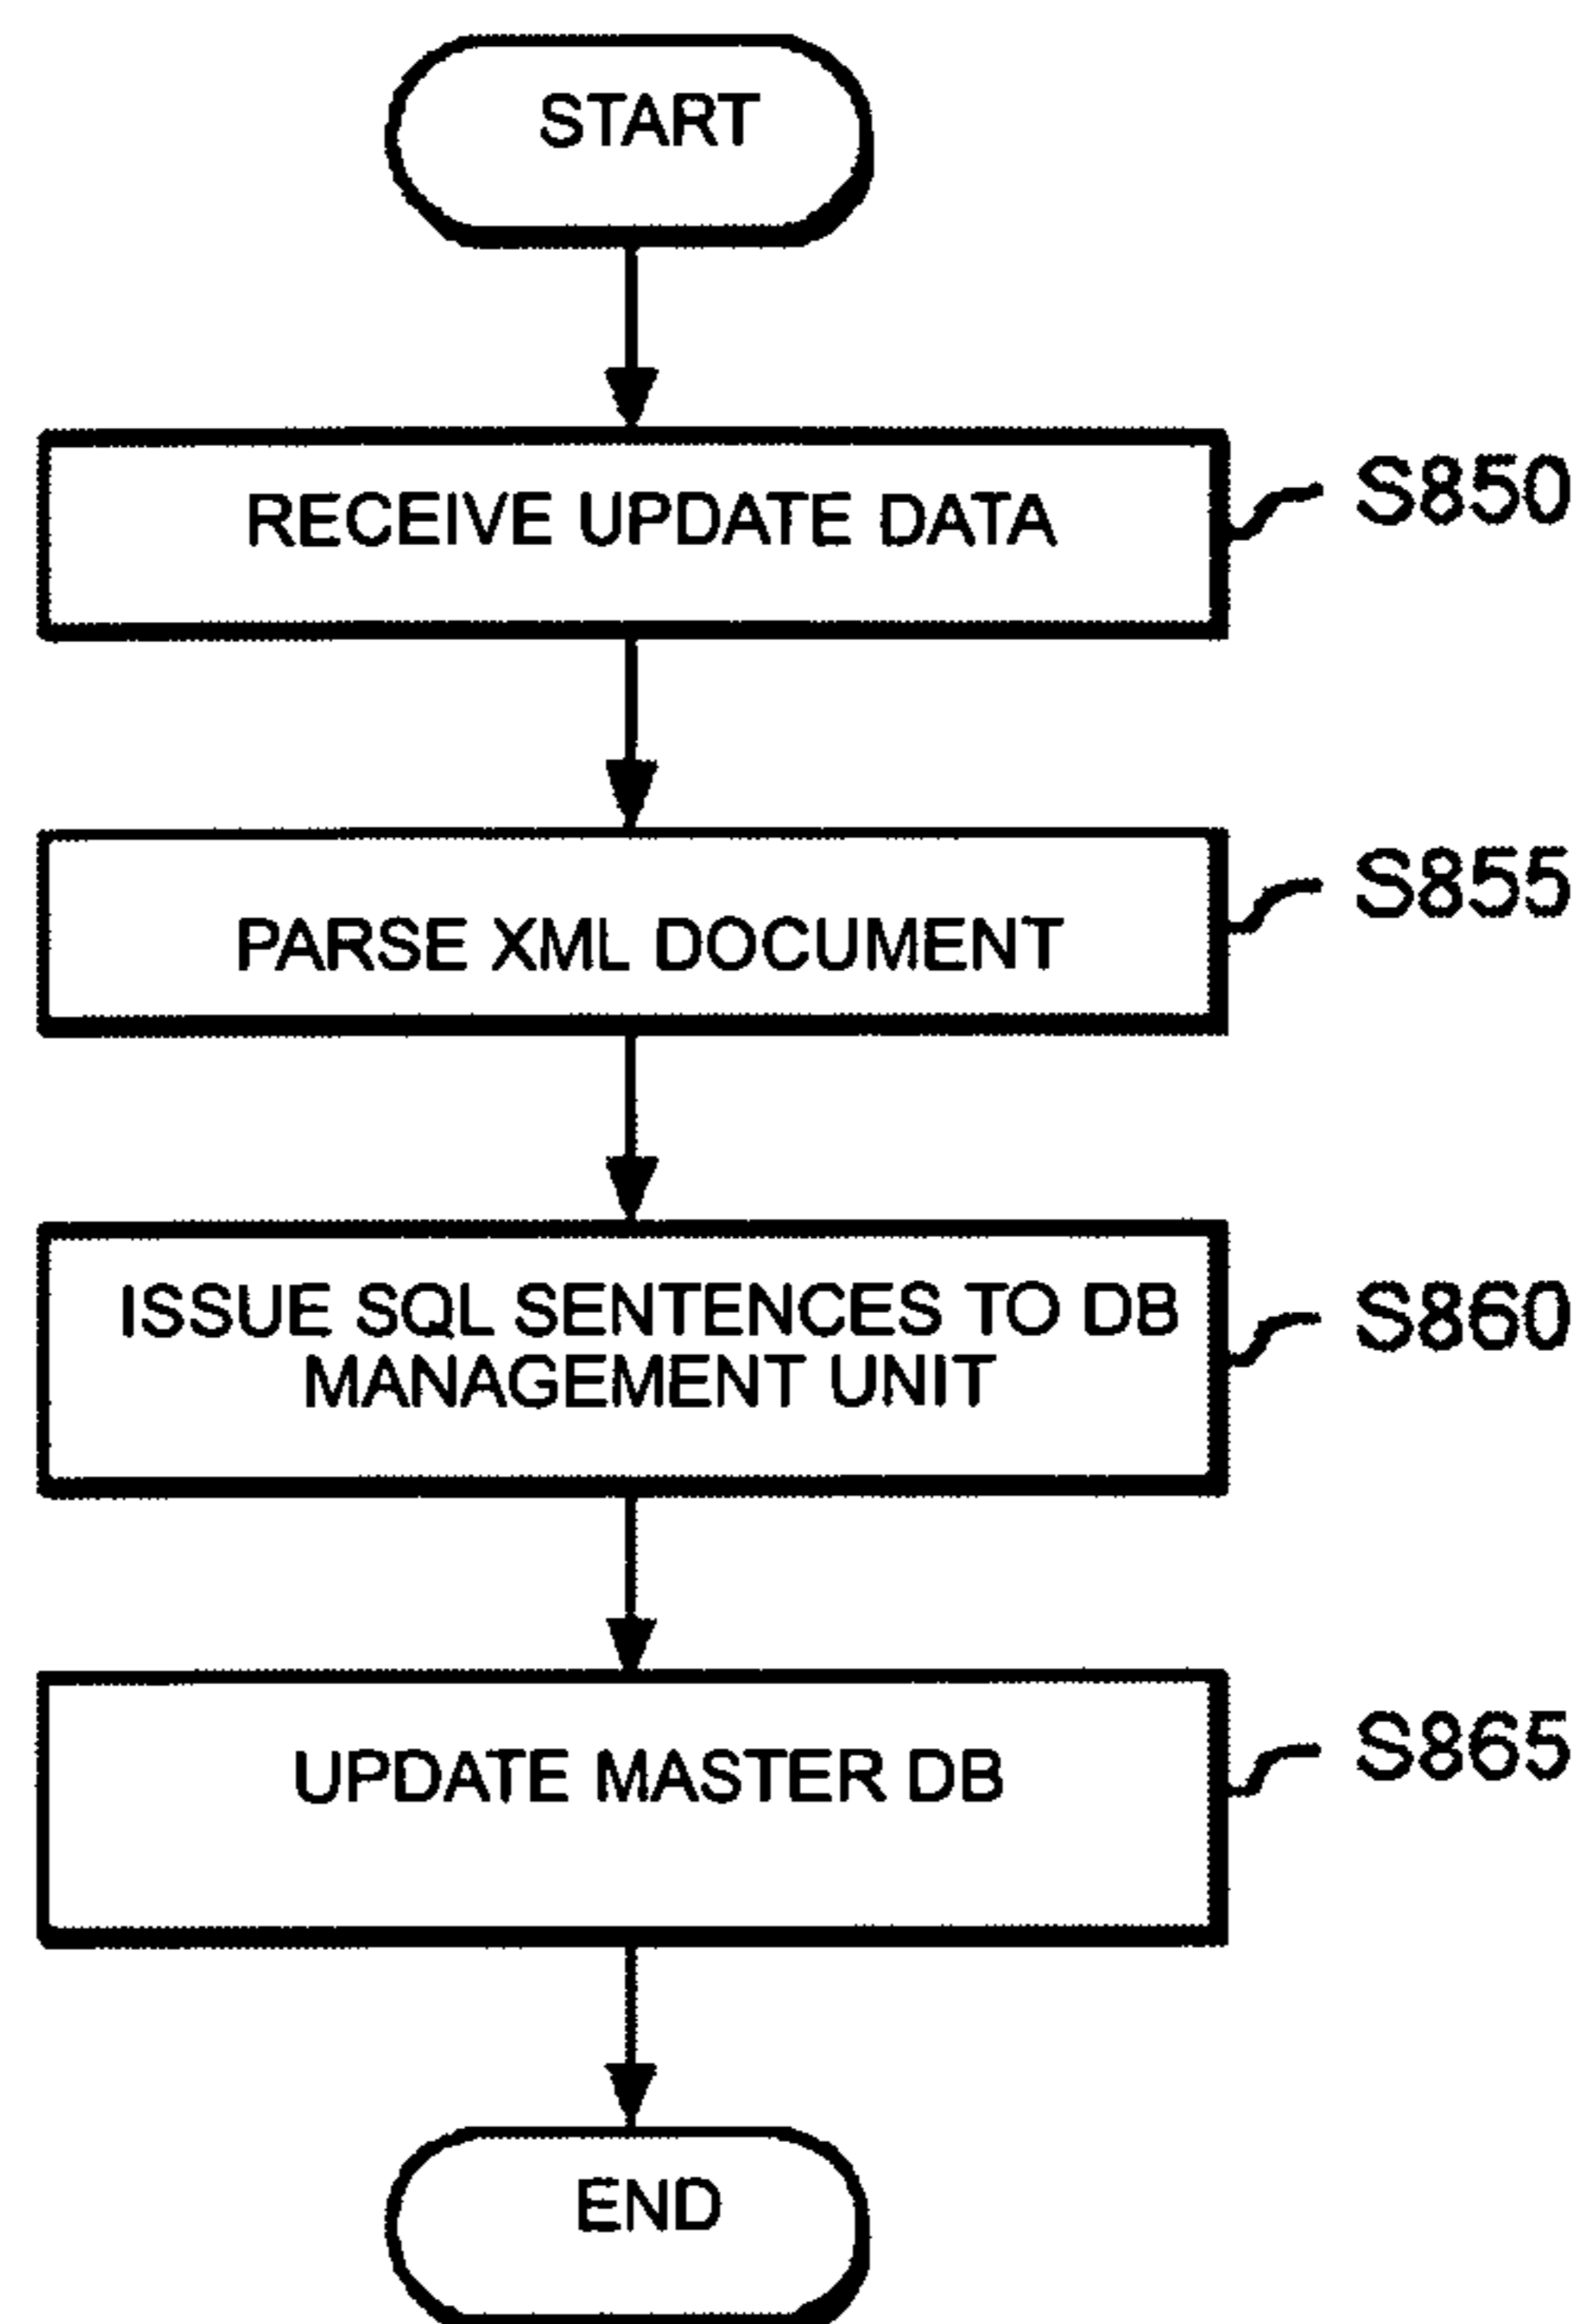 START
RECEIVE UPDATE DATA
S850
PARSE XML DOCUMENT
S855
ISSUE SQL SENTENCES TO DB
MANAGEMENT UNIT
S860
UPDATE MASTER DB
S865
END